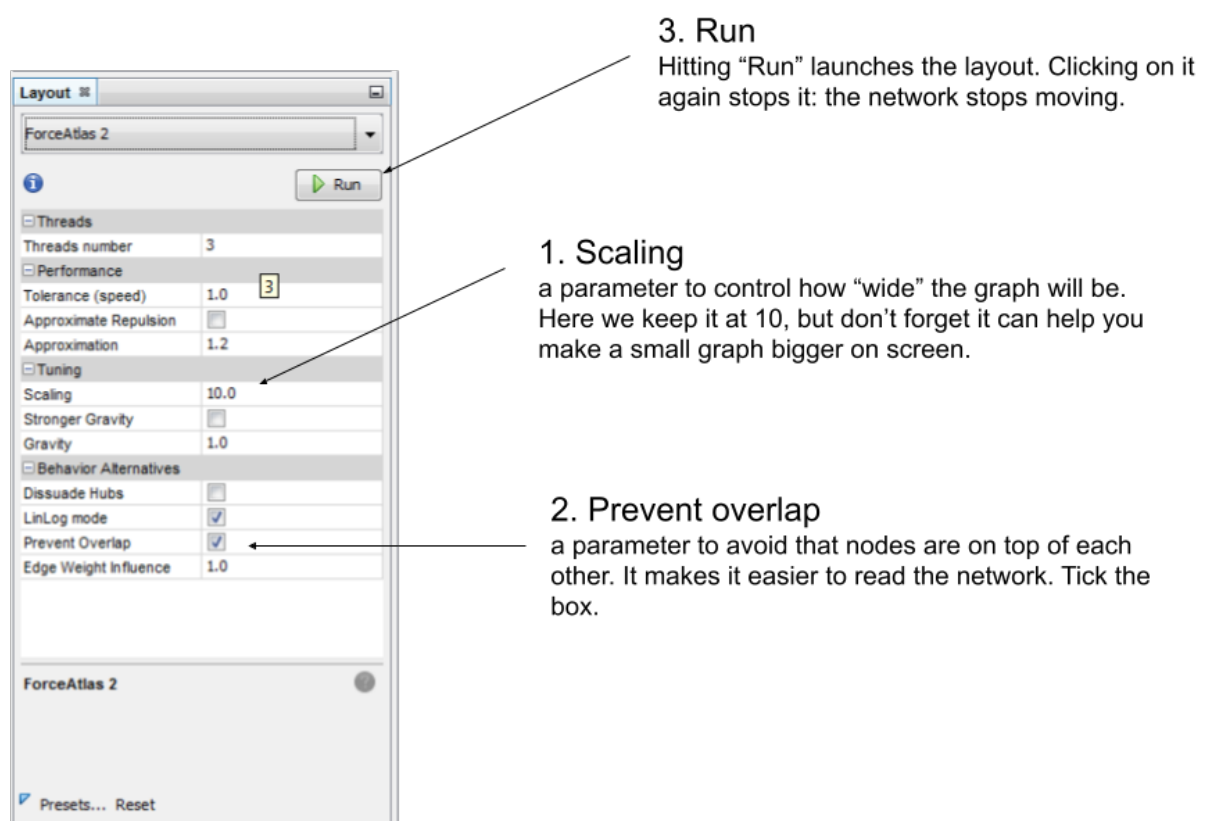 3. Run
Hitting “Run” launches the layout. Clicking on it
again stops it: the network stops moving.
Layout
ForceAtlas 2
Run
Threads
Threads number 3
Performance
Tolerance (speed) 1.0
3
Approximate Repulsion
Approximation 1.2
Tuning
Scaling 10.0
Stronger Gravity
Gravity 1.0
Behavior Alternatives
Dissuade Hubs
LinLog mode
Prevent Overlap
Edge Weight Influence 1.0
ForceAtlas 2
Presets... Reset
1. Scaling
a parameter to control how “wide” the graph will be.
Here we keep it at 10, but don’t forget it can help you
make a small graph bigger on screen.
2. Prevent overlap
a parameter to avoid that nodes are on top of each
other. It makes it easier to read the network. Tick the
box.